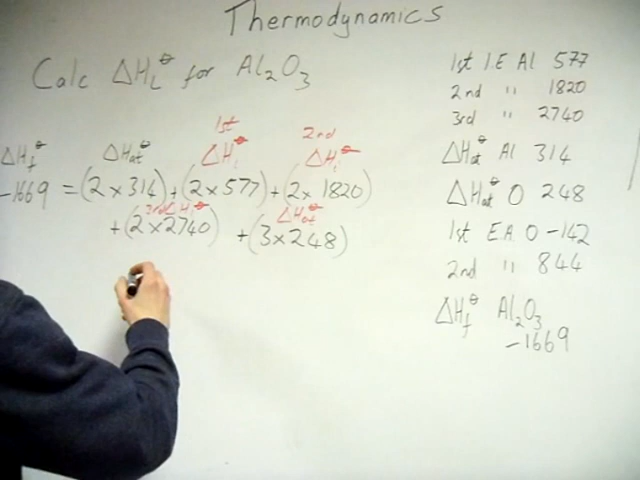 Thermodynamics
Calc ΔH_L^⊖ for Al₂O₃
1st I.E Al 577
2nd " 1820
3rd " 2740
ΔH_at^⊖ Al 314
ΔH_at^⊖ O 248
1st E.A O -142
2nd " 844
ΔH_f^⊖ Al₂O₃
-1669
1st 2nd
ΔH_f^⊖ ΔH_at^⊖ ΔH_i^⊖ ΔH_i^⊖
-1669 = (2 × 314) + (2 × 577) + (2 × 1820)
3rd ΔH_i^⊖ ΔH_at^⊖
+ (2 × 2740) + (3 × 248)